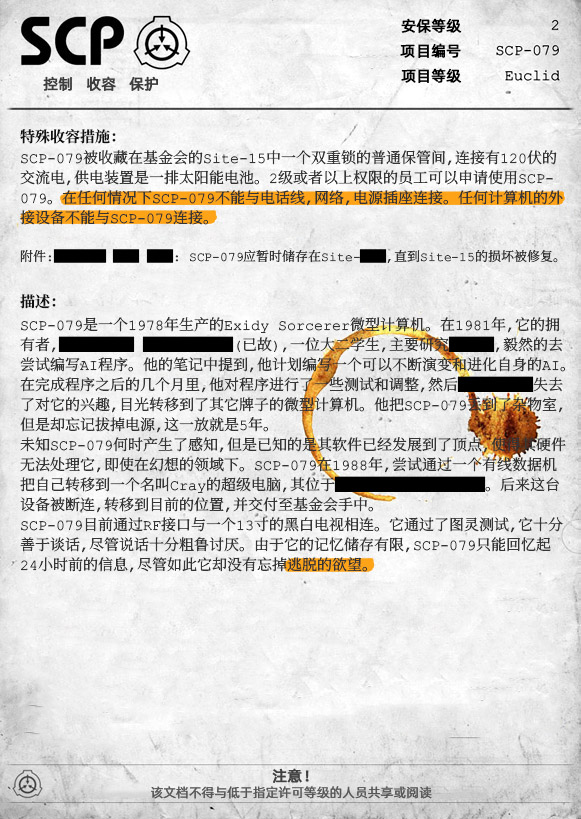 SCP
控制 收容 保护
安保等级 2
项目编号 SCP-079
项目等级 Euclid
特殊收容措施：
SCP-079被收藏在基金会的Site-15中一个双重锁的普通保管间，连接有120伏的
交流电，供电装置是一排太阳能电池。2级或者以上权限的员工可以申请使用SCP-
079。在任何情况下SCP-079不能与电话线，网络，电源插座连接。任何计算机的外
接设备不能与SCP-079连接。
附件： : SCP-079应暂时储存在Site- ，直到Site-15的损坏被修复。
描述：
SCP-079是一个1978年生产的Exidy Sorcerer微型计算机。在1981年，它的拥
有者， (已故)，一位大二学生，主要研究 ，毅然的去
尝试编写AI程序。他的笔记中提到，他计划编写一个可以不断演变和进化自身的AI。
在完成程序之后的几个月里，他对程序进行了一些测试和调整，然后 失去
了对它的兴趣，目光转移到了其它牌子的微型计算机。他把SCP-079丢到了杂物室，
但是却忘记拔掉电源，这一放就是5年。
未知SCP-079何时产生了感知，但是已知的是其软件已经发展到了顶点，使得其硬件
无法处理它，即使在幻想的领域下。SCP-079在1988年，尝试通过一个有线数据机
把自己转移到一个名叫Cray的超级电脑，其位于 。后来这台
设备被断连，转移到目前的位置，并交付至基金会手中。
SCP-079目前通过RF接口与一个13寸的黑白电视相连。它通过了图灵测试，它十分
善于谈话，尽管说话十分粗鲁讨厌。由于它的记忆储存有限，SCP-079只能回忆起
24小时前的信息，尽管如此它却没有忘掉逃脱的欲望。
注意！
该文档不得与低于指定许可等级的人员共享或阅读